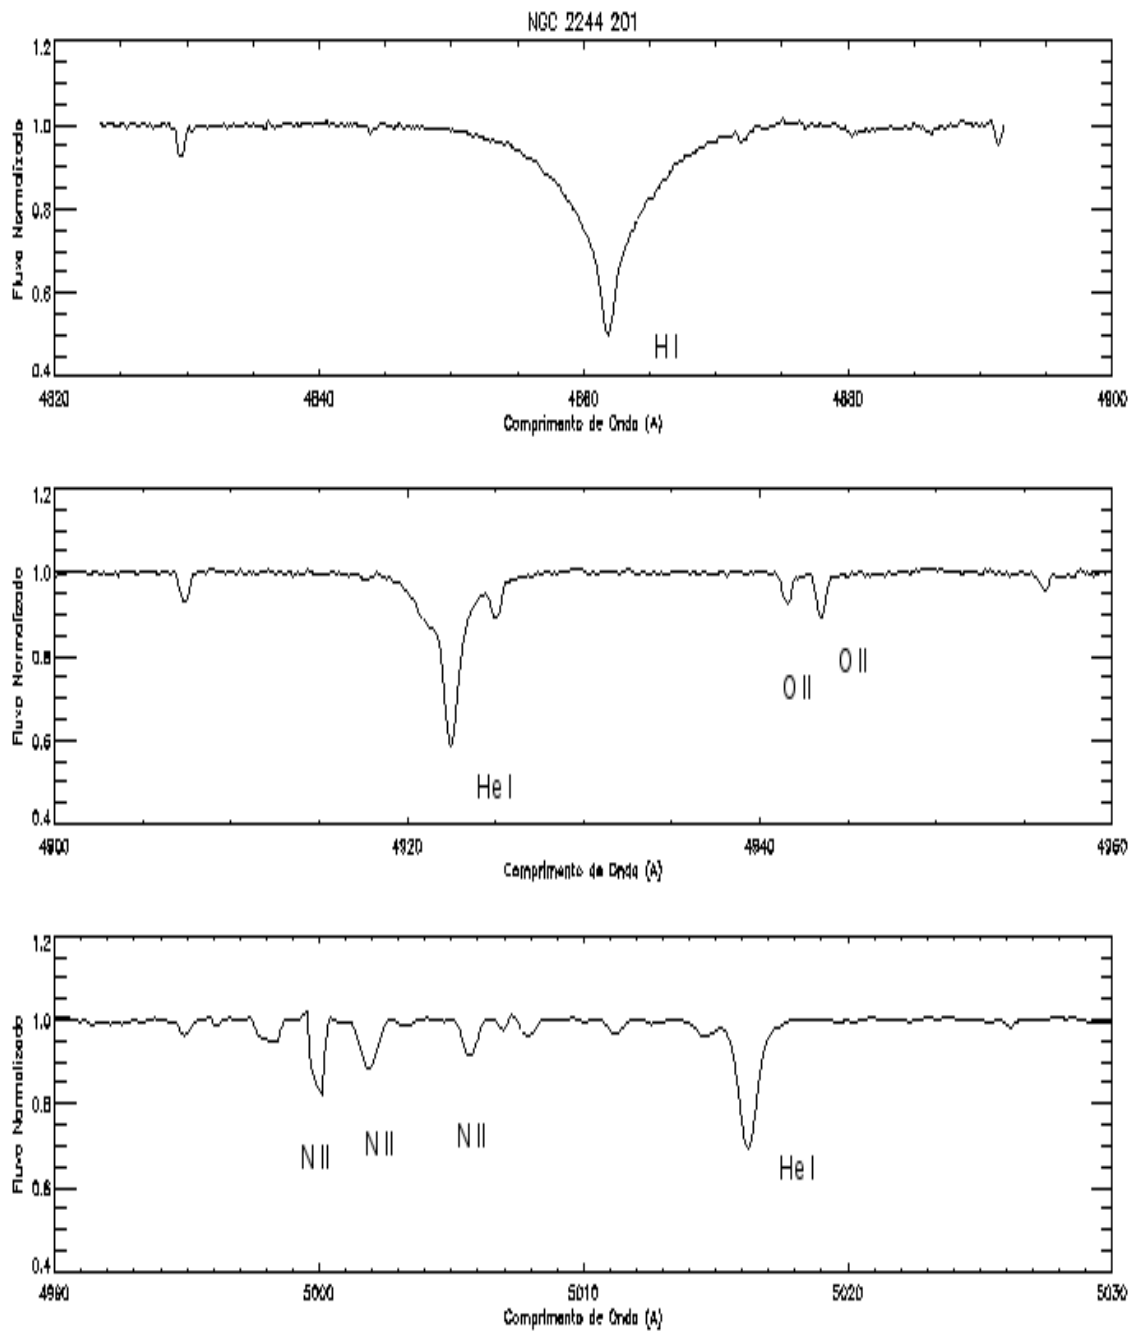 NGC 2244 201
1.2
1.0
0.8
0.6
0.4
Fluxo Normalizado
H I
4820 4840 4860 4880 4900
Comprimento de Onda (A)
1.2
1.0
0.8
0.6
0.4
Fluxo Normalizado
O II
O II
He I
4900 4920 4940 4960
Comprimento de Onda (A)
1.2
1.0
0.8
0.6
0.4
Fluxo Normalizado
N II N II N II
He I
4990 5000 5010 5020 5030
Comprimento de Onda (A)